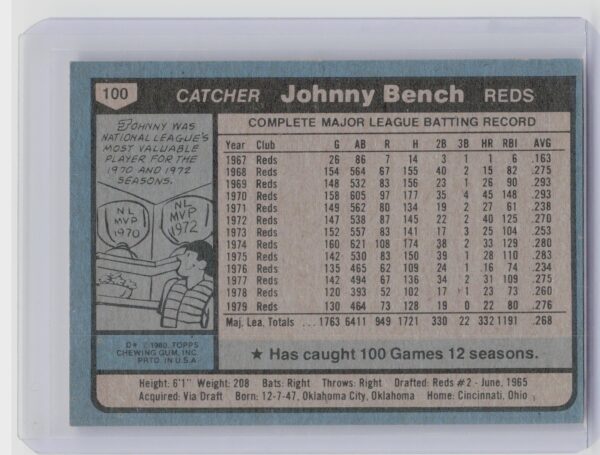 100 CATCHER Johnny Bench REDS
JOHNNY WAS
NATIONAL LEAGUE'S
MOST VALUABLE
PLAYER FOR THE
1970 AND 1972
SEASONS.
NL
MVP
1970
NL
MVP
1972
D* © 1980 TOPPS
CHEWING GUM, INC.
PRTD. IN U.S.A.
COMPLETE MAJOR LEAGUE BATTING RECORD
Year Club G AB R H 2B 3B HR RBI AVG
1967 Reds 26 86 7 14 3 1 1 6 .163
1968 Reds 154 564 67 155 40 2 15 82 .275
1969 Reds 148 532 83 156 23 1 26 90 .293
1970 Reds 158 605 97 177 35 4 45 148 .293
1971 Reds 149 562 80 134 19 2 27 61 .238
1972 Reds 147 538 87 145 22 2 40 125 .270
1973 Reds 152 557 83 141 17 3 25 104 .253
1974 Reds 160 621 108 174 38 2 33 129 .280
1975 Reds 142 530 83 150 39 1 28 110 .283
1976 Reds 135 465 62 109 24 1 16 74 .234
1977 Reds 142 494 67 136 34 2 31 109 .275
1978 Reds 120 393 52 102 17 1 23 73 .260
1979 Reds 130 464 73 128 19 0 22 80 .276
Maj. Lea. Totals ... 1763 6411 949 1721 330 22 332 1191 .268
★ Has caught 100 Games 12 seasons.
Height: 6'1" Weight: 208 Bats: Right Throws: Right Drafted: Reds #2 - June, 1965
Acquired: Via Draft Born: 12-7-47, Oklahoma City, Oklahoma Home: Cincinnati, Ohio